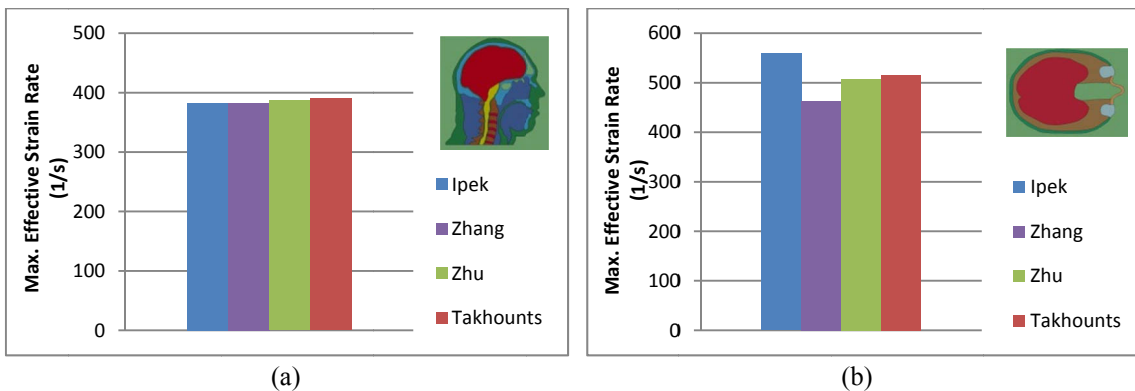 500
400
300
200
100
0
Max. Effective Strain Rate
(1/s)
Ipek
Zhang
Zhu
Takhounts
(a)
600
500
400
300
200
100
0
Max. Effective Strain Rate
(1/s)
Ipek
Zhang
Zhu
Takhounts
(b)